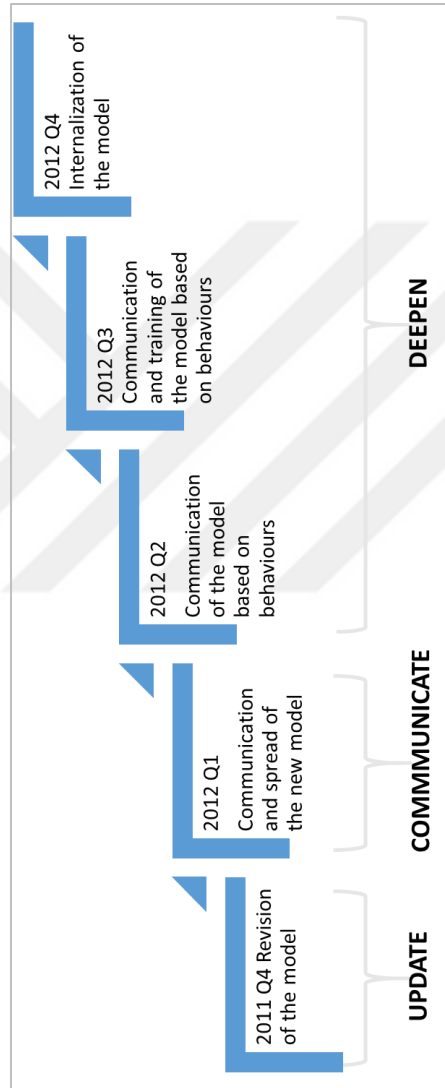 2011 Q4 Revision
of the model
2012 Q1
Communication
and spread of
the new model
2012 Q2
Communication
of the model
based on
behaviours
2012 Q3
Communication
and training of
the model based
on behaviours
2012 Q4
Internalization of
the model
UPDATE
COMMMUNICATE
DEEPEN